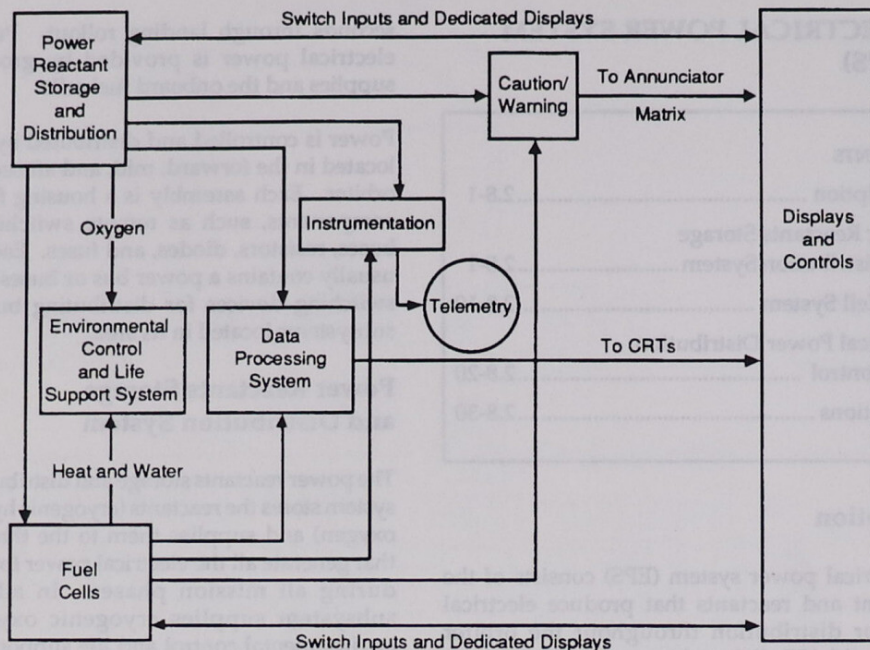 Switch Inputs and Dedicated Displays
Power
Reactant
Storage
and
Distribution
Caution/
Warning
To Annunciator
Matrix
Displays
and
Controls
Oxygen
Instrumentation
Telemetry
Environmental
Control
and Life
Support System
Data
Processing
System
To CRTs
Heat and Water
Fuel
Cells
Switch Inputs and Dedicated Displays